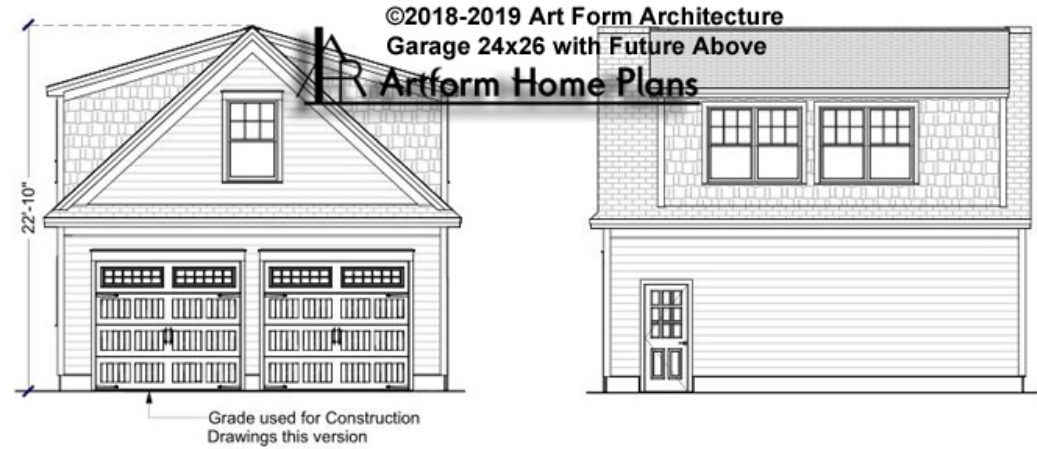 ©2018-2019 Art Form Architecture
Garage 24x26 with Future Above
AFR Artform Home Plans
22'-10"
Grade used for Construction
Drawings this version